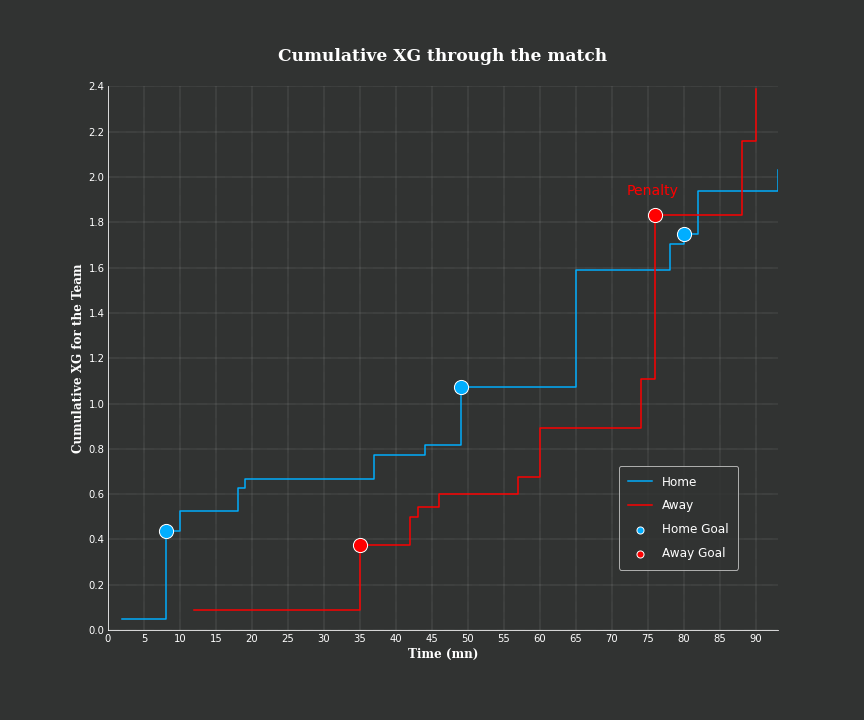 Cumulative XG through the match
2.4
2.2
2.0
1.8
1.6
1.4
1.2
1.0
0.8
0.6
0.4
0.2
0.0
Cumulative XG for the Team
Penalty
Home
Away
Home Goal
Away Goal
0 5 10 15 20 25 30 35 40 45 50 55 60 65 70 75 80 85 90
Time (mn)